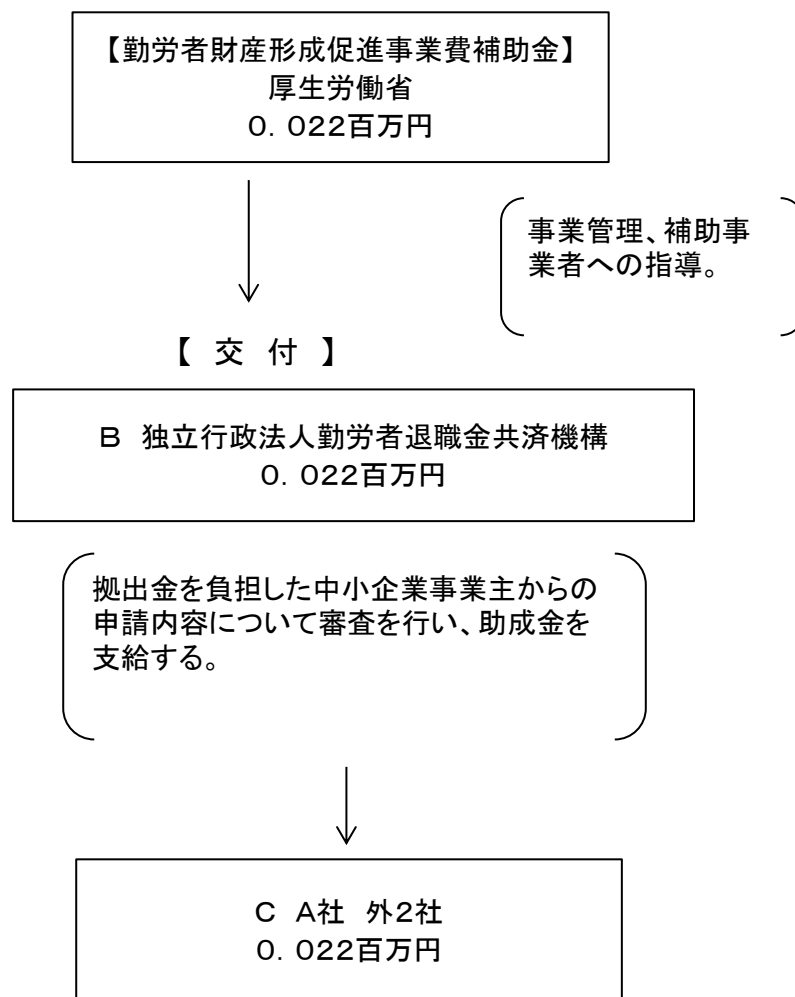 【勤労者財産形成促進事業費補助金】
厚生労働省
０．０２２百万円
事業管理、補助事
業者への指導。
【 交 付 】
Ｂ 独立行政法人勤労者退職金共済機構
０．０２２百万円
拠出金を負担した中小企業事業主からの
申請内容について審査を行い、助成金を
支給する。
Ｃ Ａ社 外２社
０．０２２百万円